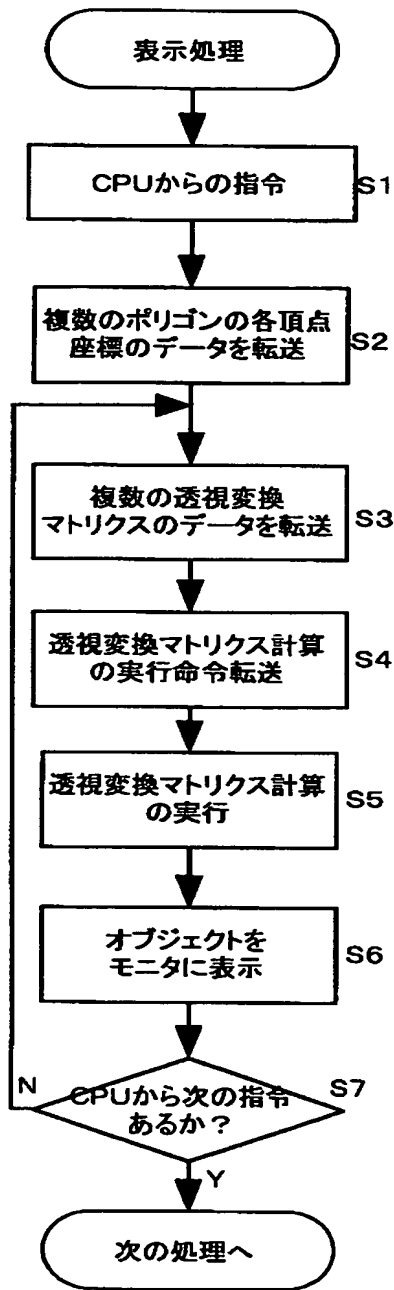 表示処理
CPUからの指令
S1
複数のポリゴンの各頂点
座標のデータを転送
S2
複数の透視変換
マトリクスのデータを転送
S3
透視変換マトリクス計算
の実行命令転送
S4
透視変換マトリクス計算
の実行
S5
オブジェクトを
モニタに表示
S6
CPUから次の指令
あるか？
S7
N
Y
次の処理へ